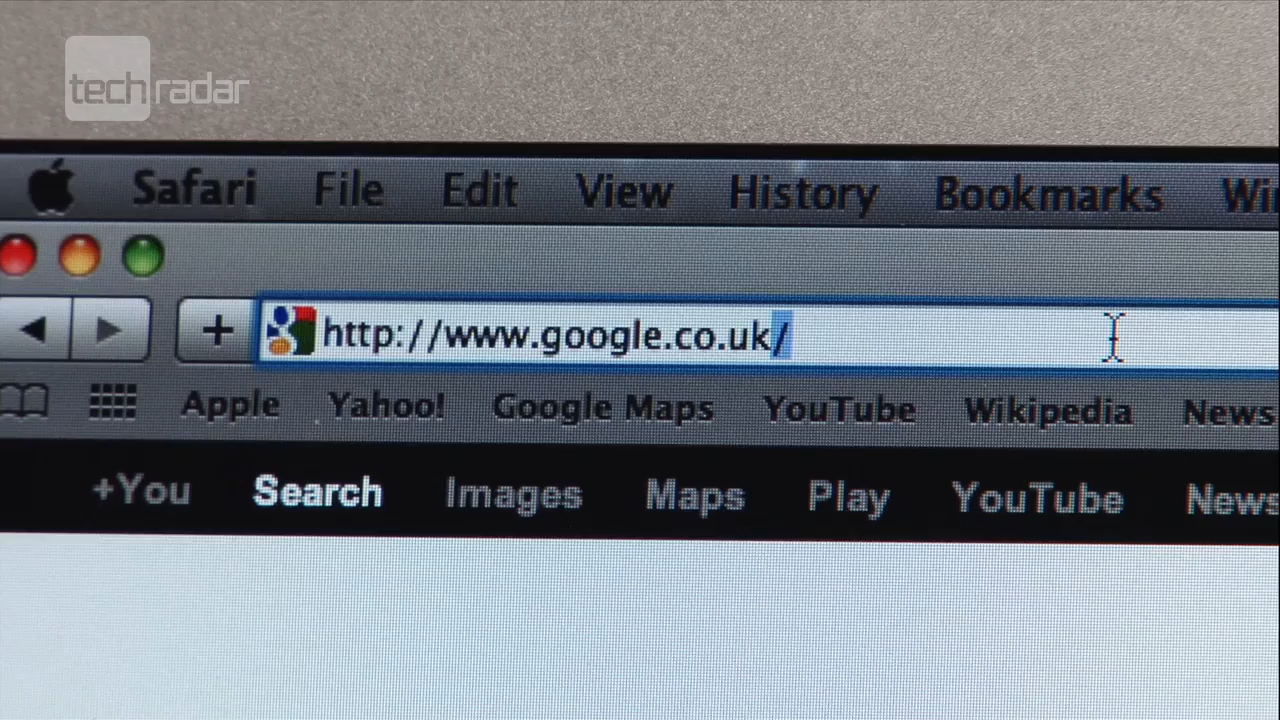 techradar
Safari File Edit View History Bookmarks
http://www.google.co.uk/
Apple Yahoo! Google Maps YouTube Wikipedia News
+You Search Images Maps Play YouTube News